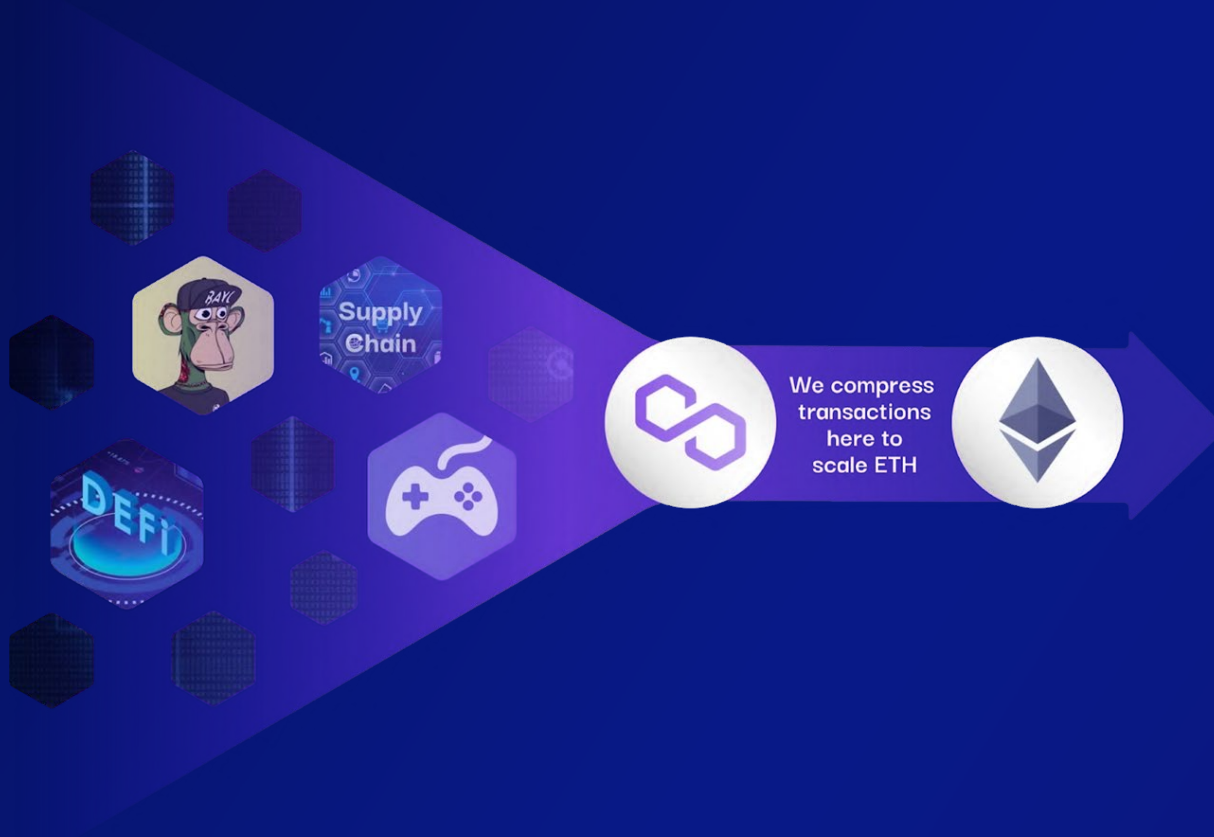 BAYC
Supply
Chain
DEFi
We compress
transactions
here to
scale ETH